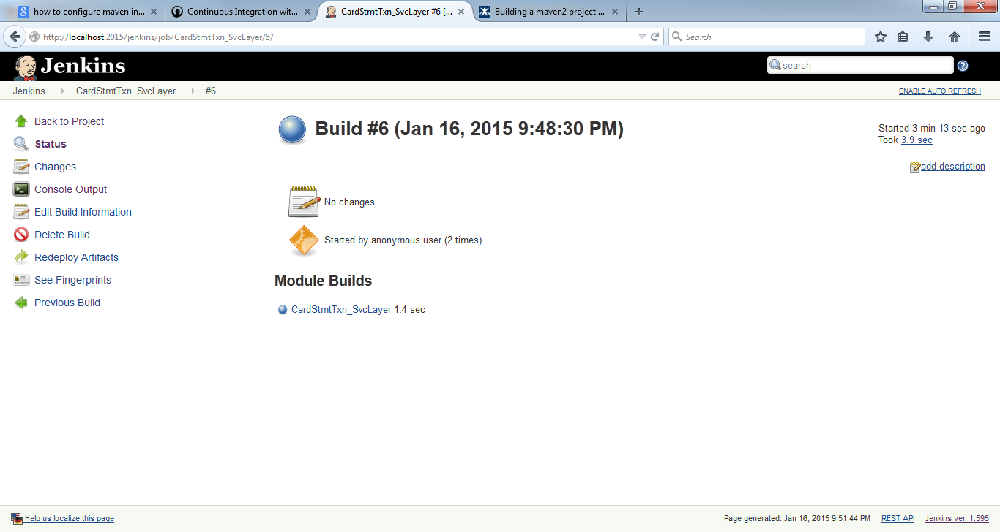 how to configure maven in...
Continuous Integration wit...
CardStmtTxn_SvcLayer #6 [...
Building a maven2 project ...
http://localhost:2015/jenkins/job/CardStmtTxn_SvcLayer/6/
Search
Jenkins
search
Jenkins
CardStmtTxn_SvcLayer
#6
ENABLE AUTO REFRESH
Back to Project
Status
Changes
Console Output
Edit Build Information
Delete Build
Redeploy Artifacts
See Fingerprints
Previous Build
Build #6 (Jan 16, 2015 9:48:30 PM)
Started 3 min 13 sec ago
Took 3.9 sec
add description
No changes.
Started by anonymous user (2 times)
Module Builds
CardStmtTxn_SvcLayer 1.4 sec
Help us localize this page
Page generated: Jan 16, 2015 9:51:44 PM
REST API
Jenkins ver. 1.595